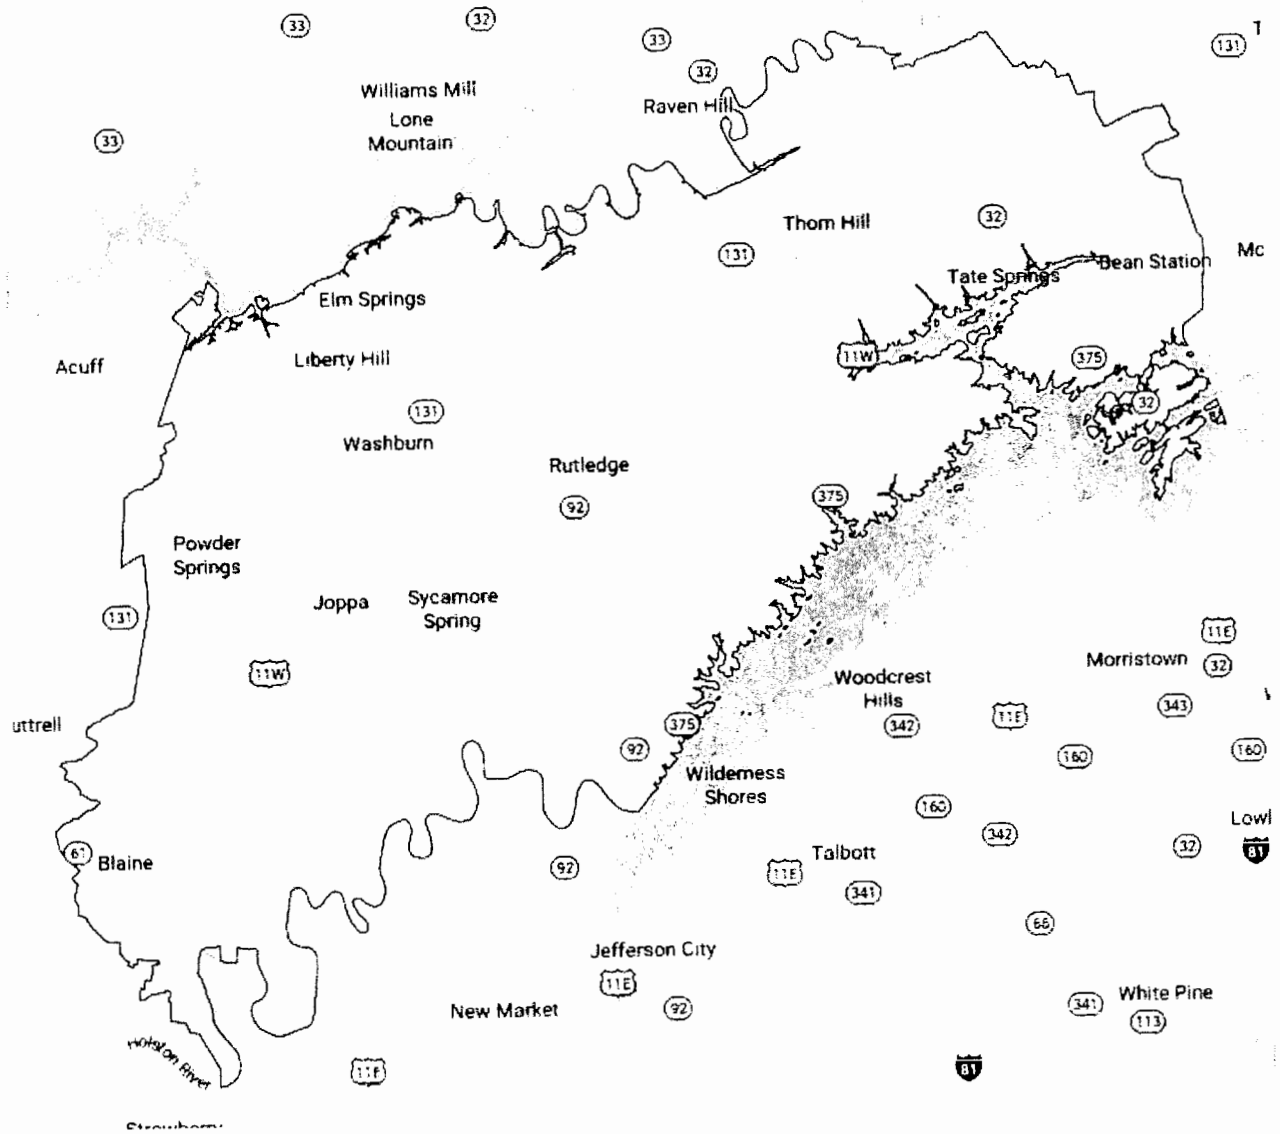 33
32
33
131
32
Williams Mill
Raven Hill
Lone
Mountain
33
Thorn Hill
32
131
Mc
Bean Station
Tate Springs
Elm Springs
11W
375
Liberty Hill
Acuff
32
131
Washburn
Rutledge
375
92
Powder
Springs
Joppa
Sycamore
Spring
131
11E
Morristown
32
11W
Woodcrest
Hills
343
11E
342
uttrell
375
92
160
160
Wilderness
Shores
160
Lowl
342
32
81
61
Blaine
Talbott
92
11E
341
66
Jefferson City
11E
White Pine
341
New Market
92
113
Holston River
11E
81
Strawberry